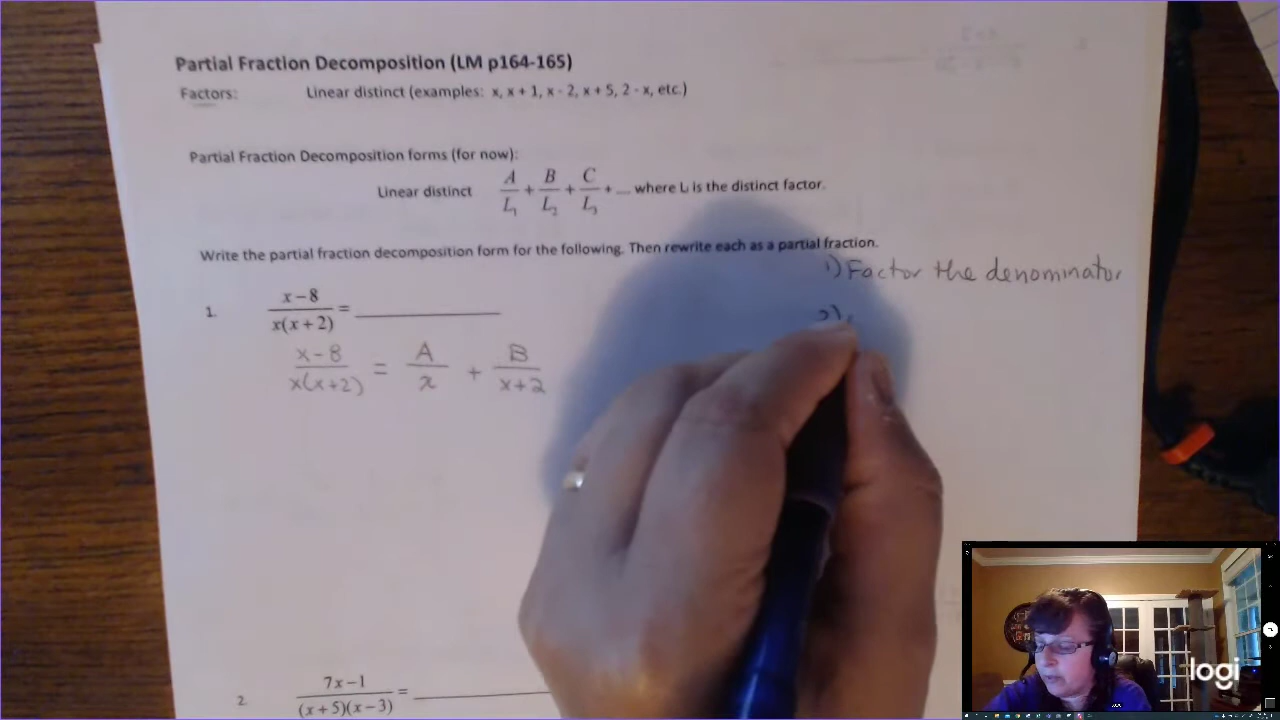 Partial Fraction Decomposition (LM p164-165)
Factors: Linear distinct (examples: x, x + 1, x - 2, x + 5, 2 - x, etc.)
Partial Fraction Decomposition forms (for now):
Linear distinct A/L₁ + B/L₂ + C/L₃ + ... where L is the distinct factor.
Write the partial fraction decomposition form for the following. Then rewrite each as a partial fraction.
1) Factor the denominator
1. (x−8)/(x(x+2)) = ________
2)
(x−8)/(x(x+2)) = A/x + B/(x+2)
2. (7x−1)/((x+5)(x−3)) = ________
logi